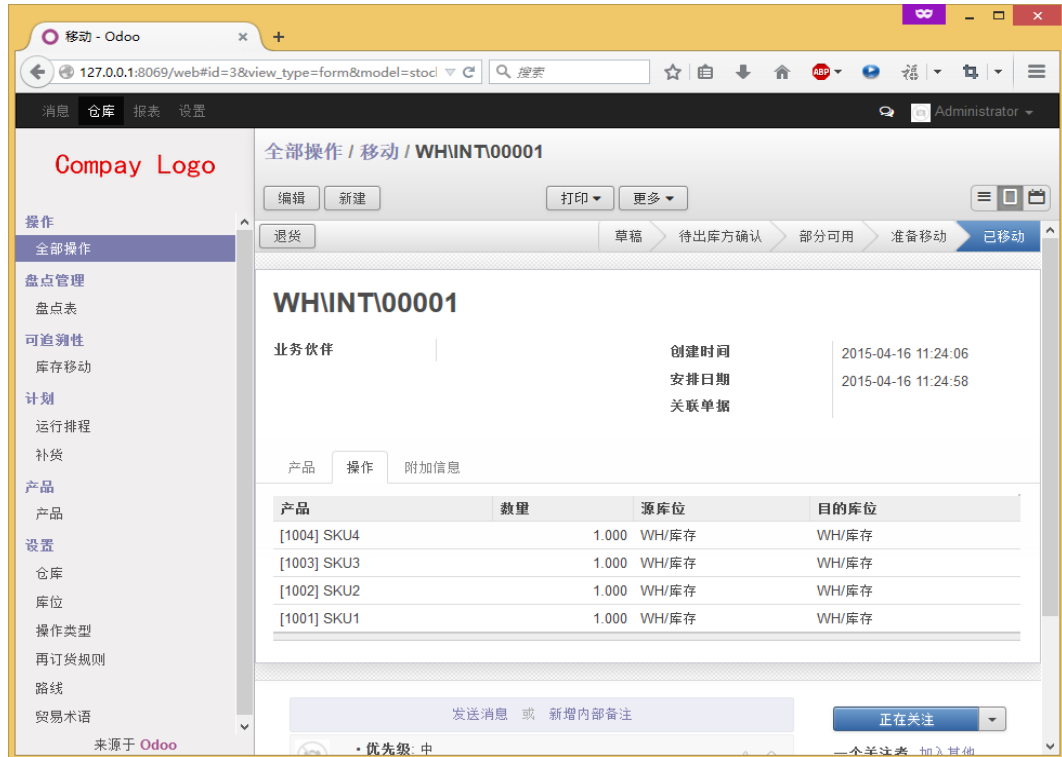 移动 - Odoo
127.0.0.1:8069/web#id=3&view_type=form&model=stoc
搜索
ABP
福
消息 仓库 报表 设置
Administrator
Compay Logo
操作
全部操作
盘点管理
盘点表
可追溯性
库存移动
计划
运行排程
补货
产品
产品
设置
仓库
库位
操作类型
再订货规则
路线
贸易术语
来源于 Odoo
全部操作 / 移动 / WH\INT\00001
编辑 新建 打印 更多
退货 草稿 待出库方确认 部分可用 准备移动 已移动
WH\INT\00001
业务伙伴
创建时间 2015-04-16 11:24:06
安排日期 2015-04-16 11:24:58
关联单据
产品 操作 附加信息
产品 数量 源库位 目的库位
[1004] SKU4 1.000 WH/库存 WH/库存
[1003] SKU3 1.000 WH/库存 WH/库存
[1002] SKU2 1.000 WH/库存 WH/库存
[1001] SKU1 1.000 WH/库存 WH/库存
发送消息 或 新增内部备注
正在关注
• 优先级: 中
一个关注者 加入其他